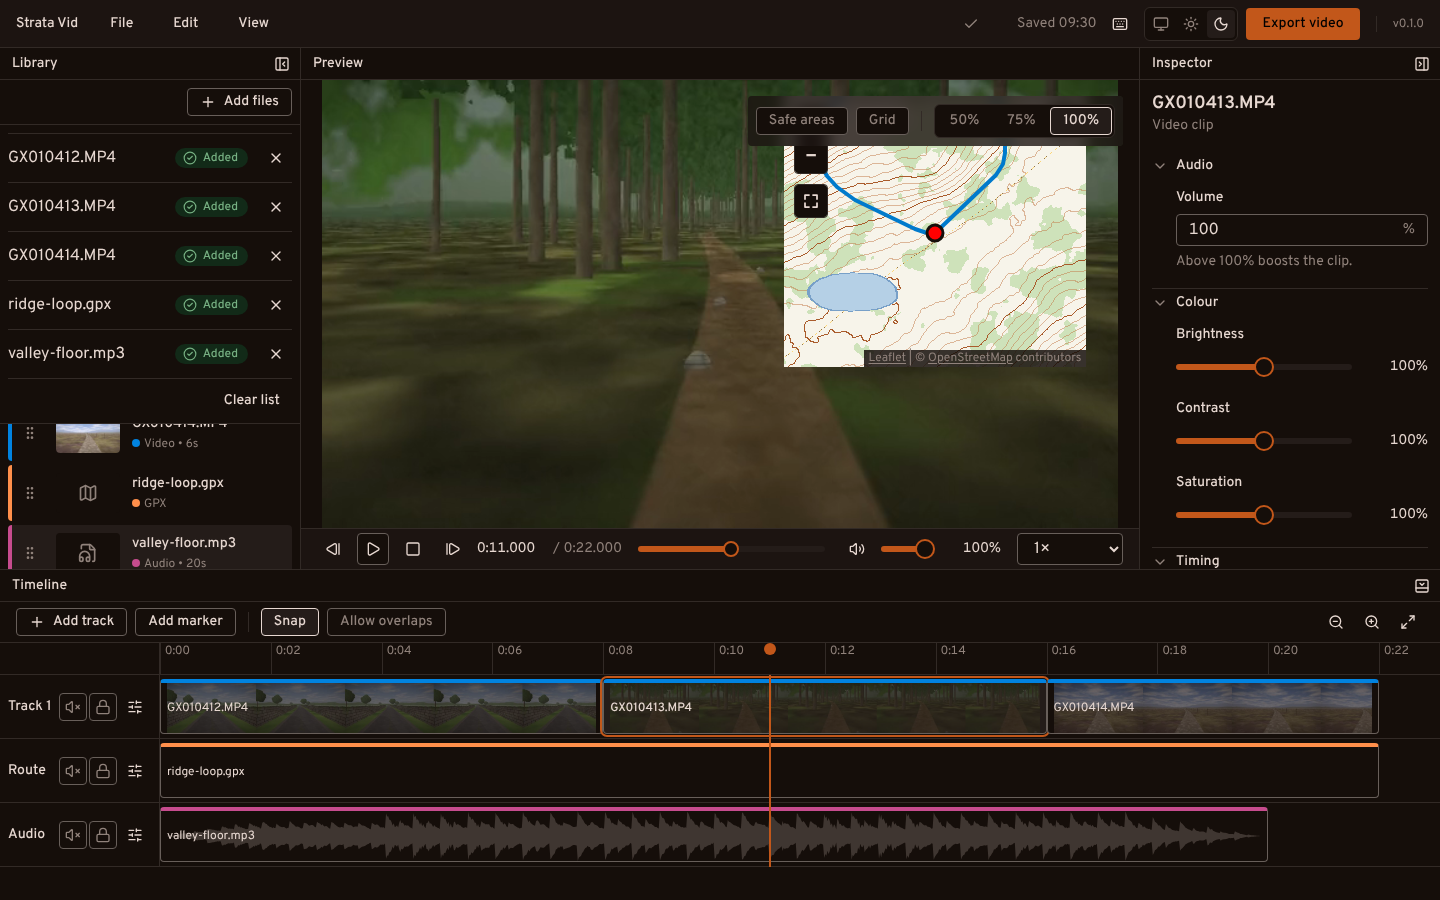 Strata Vid File Edit View Saved 09:30 Export video v0.1.0
Library
Add files
GX010412.MP4 Added
GX010413.MP4 Added
GX010414.MP4 Added
ridge-loop.gpx Added
valley-floor.mp3 Added
Clear list
GX010414.MP4
Video • 6s
ridge-loop.gpx
GPX
valley-floor.mp3
Audio • 20s
Preview
Safe areas Grid 50% 75% 100%
Leaflet | © OpenStreetMap contributors
0:11.000 / 0:22.000 100% 1×
Inspector
GX010413.MP4
Video clip
Audio
Volume
100 %
Above 100% boosts the clip.
Colour
Brightness
100%
Contrast
100%
Saturation
100%
Timing
Timeline
Add track Add marker Snap Allow overlaps
0:00 0:02 0:04 0:06 0:08 0:10 0:12 0:14 0:16 0:18 0:20 0:22
Track 1 GX010412.MP4 GX010413.MP4 GX010414.MP4
Route ridge-loop.gpx
Audio valley-floor.mp3